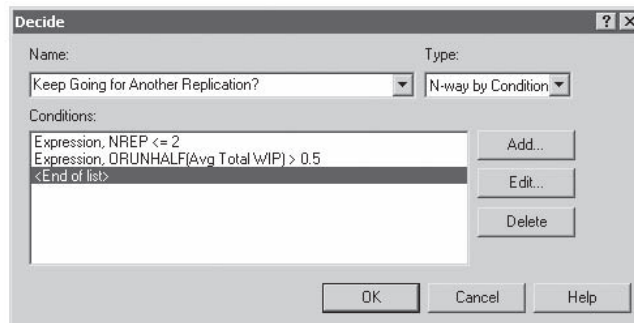 Decide
Name:
Type:
Keep Going for Another Replication?
N-way by Condition
Conditions:
Expression, NREP <= 2
Expression, ORUNHALF(Avg Total WIP) > 0.5
<End of list>
Add...
Edit...
Delete
OK
Cancel
Help